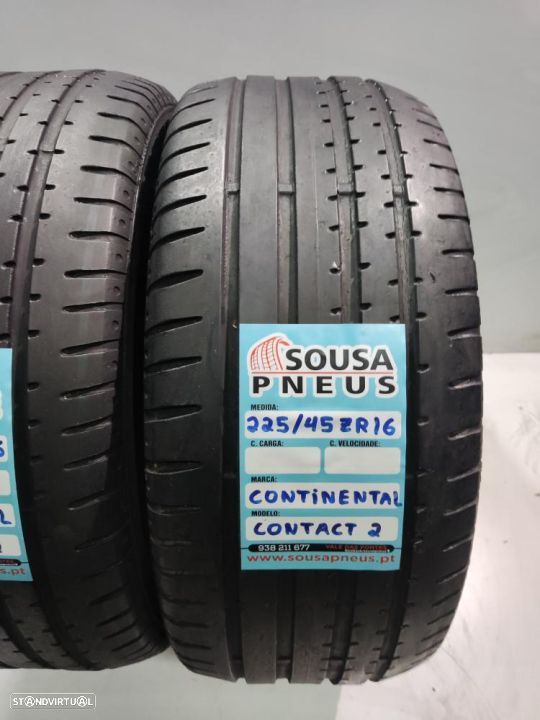 SOUSA
PNEUS
MEDIDA:
225/45ZR16
C. CARGA: C. VELOCIDADE:
MARCA:
CONTINENTAL
MODELO:
CONTACT 2
938 211 677
www.sousapneus.pt
.pt
STANDVIRTUAL